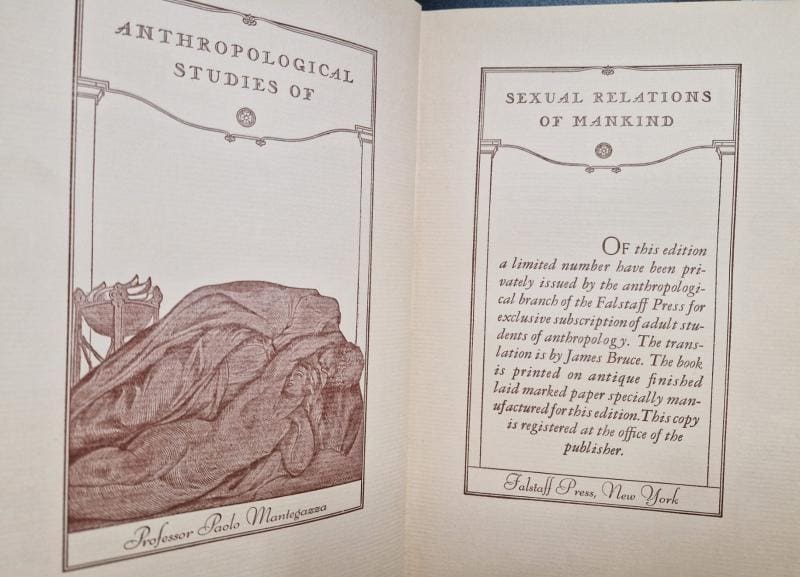 ANTHROPOLOGICAL
STUDIES OF
Professor Paolo Mantegazza
SEXUAL RELATIONS
OF MANKIND
OF this edition
a limited number have been pri-
vately issued by the anthropologi-
cal branch of the Falstaff Press for
exclusive subscription of adult stu-
dents of anthropology. The trans-
lation is by James Bruce. The book
is printed on antique finished
laid marked paper specially man-
ufactured for this edition. This copy
is registered at the office of the
publisher.
Falstaff Press, New York